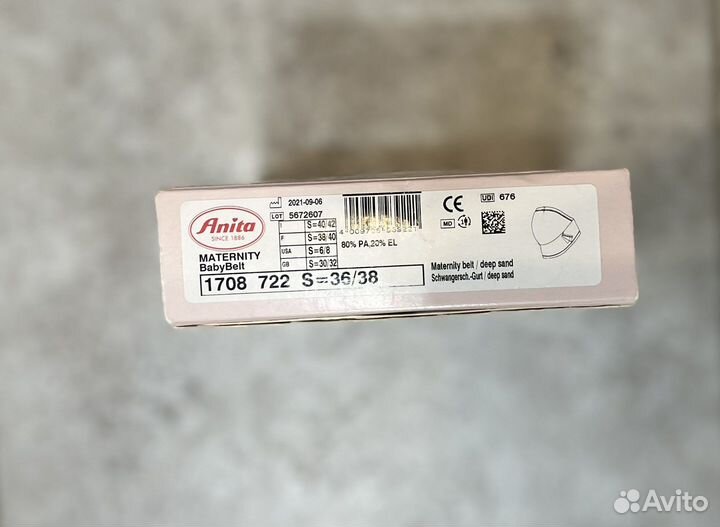 Anita
SINCE 1886
MATERNITY
BabyBelt
2021-09-06
LOT 5672607
I S=40/42
F S=38/40
USA S=6/8
GB S=30/32
1708 722 S=36/38
80% PA,20% EL
CE
UDI 676
MD
Maternity belt / deep sand
Schwangersch.-Gurt / deep sand
Avito